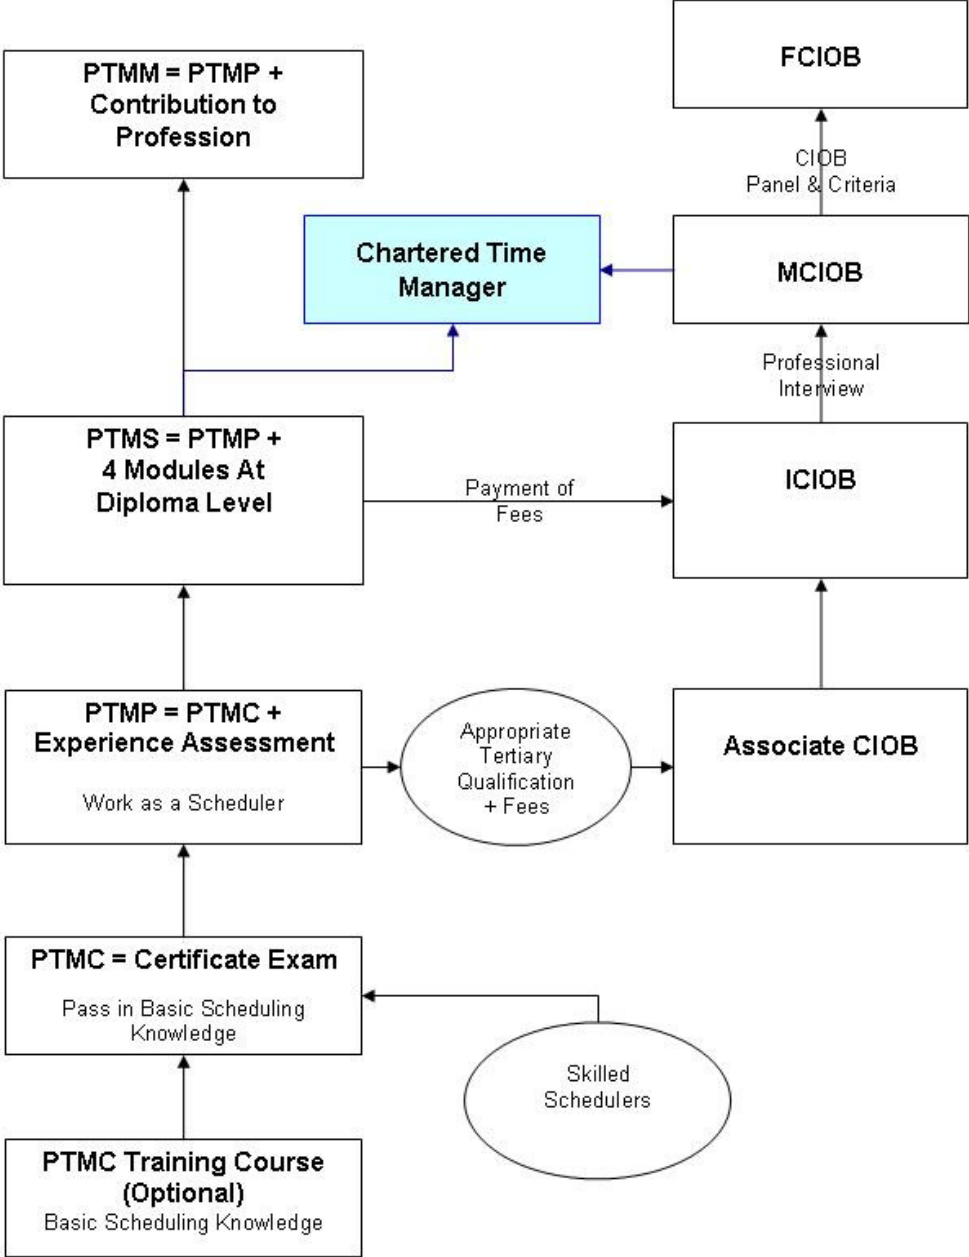 FCIOB
PTMM = PTMP +
Contribution to
Profession
CIOB
Panel & Criteria
Chartered Time
Manager
MCIOB
Professional
Interview
PTMS = PTMP +
4 Modules At
Diploma Level
Payment of
Fees
ICIOB
PTMP = PTMC +
Experience Assessment
Work as a Scheduler
Appropriate
Tertiary
Qualification
+ Fees
Associate CIOB
PTMC = Certificate Exam
Pass in Basic Scheduling
Knowledge
Skilled
Schedulers
PTMC Training Course
(Optional)
Basic Scheduling Knowledge